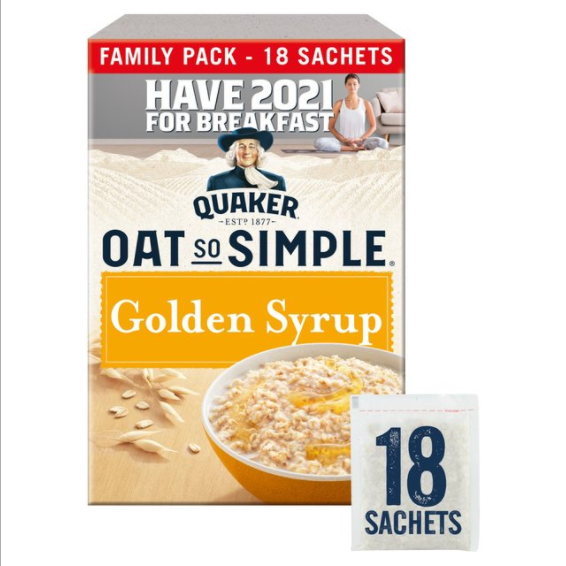 FAMILY PACK - 18 SACHETS
HAVE 2021
FOR BREAKFAST
QUAKER
-ESTD 1877-
OAT so SIMPLE®
Golden Syrup
18
SACHETS